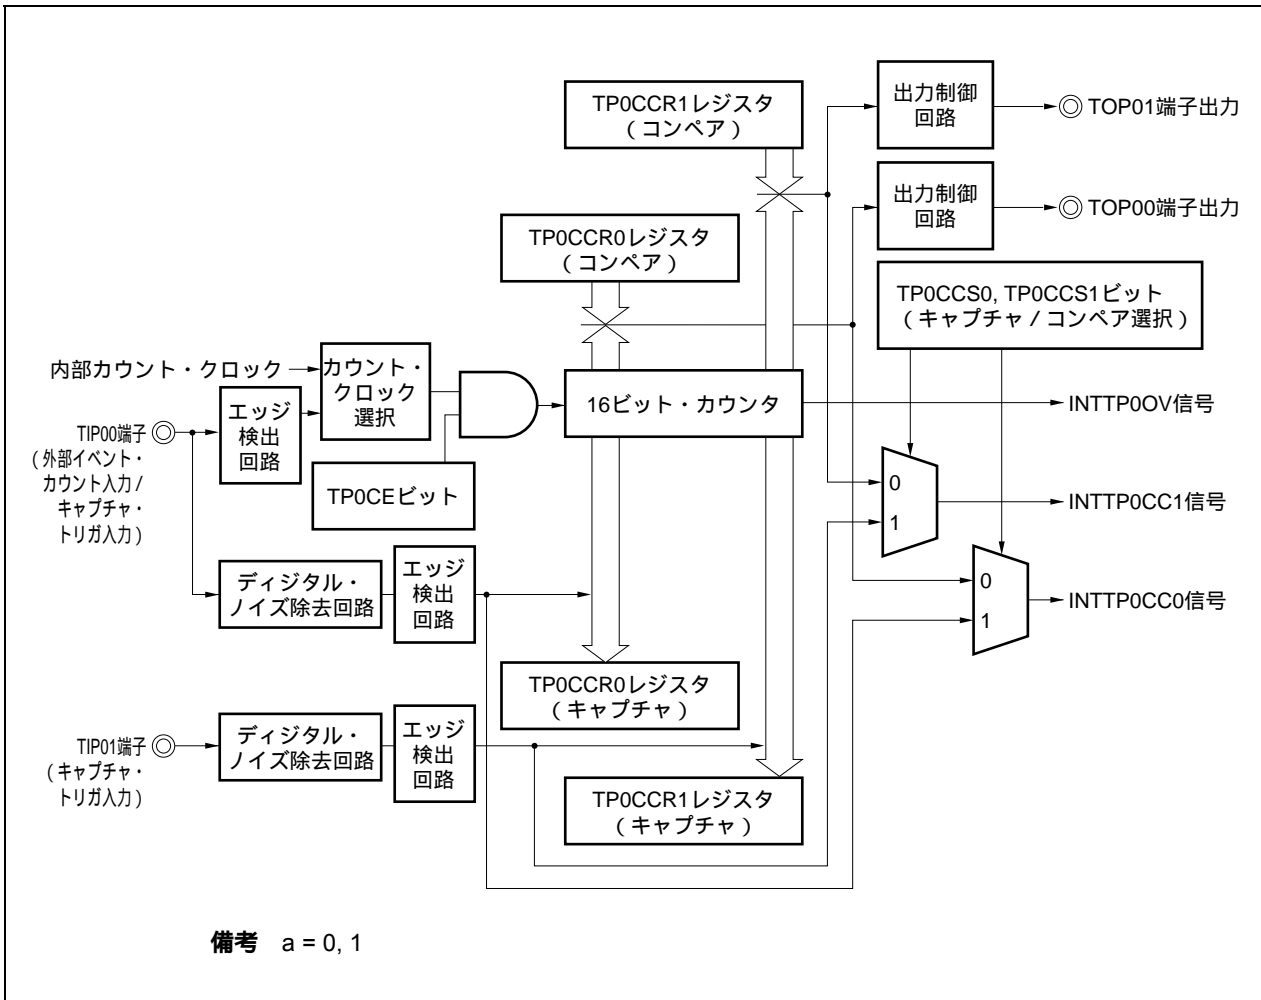 TP0CCR1レジスタ
（コンペア）
出力制御
回路
TOP01端子出力
出力制御
回路
TOP00端子出力
TP0CCR0レジスタ
（コンペア）
TP0CCS0, TP0CCS1ビット
（キャプチャ／コンペア選択）
内部カウント・クロック
カウント・
クロック
選択
16ビット・カウンタ
INTTP0OV信号
TIP00端子
（外部イベント・
カウント入力／
キャプチャ・
トリガ入力）
エッジ
検出
回路
TP0CEビット
0
1
INTTP0CC1信号
ディジタル・
ノイズ除去回路
エッジ
検出
回路
0
1
INTTP0CC0信号
TP0CCR0レジスタ
（キャプチャ）
TIP01端子
（キャプチャ・
トリガ入力）
ディジタル・
ノイズ除去回路
エッジ
検出
回路
TP0CCR1レジスタ
（キャプチャ）
備考 a = 0, 1